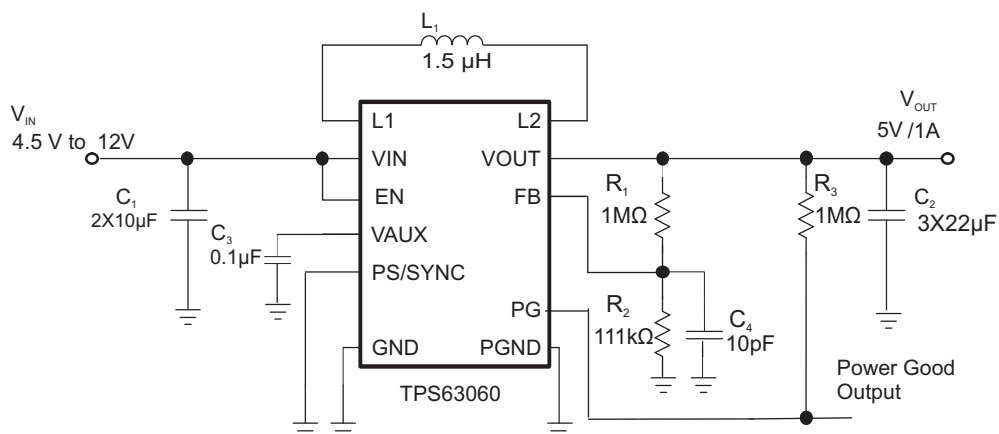 L₁
1.5 µH
V_IN
4.5 V to 12V
V_OUT
5V /1A
L1
L2
VIN
VOUT
EN
FB
VAUX
PS/SYNC
PG
GND
PGND
TPS63060
C₁
2X10µF
C₃
0.1µF
R₁
1MΩ
R₃
1MΩ
C₂
3X22µF
R₂
111kΩ
C₄
10pF
Power Good
Output